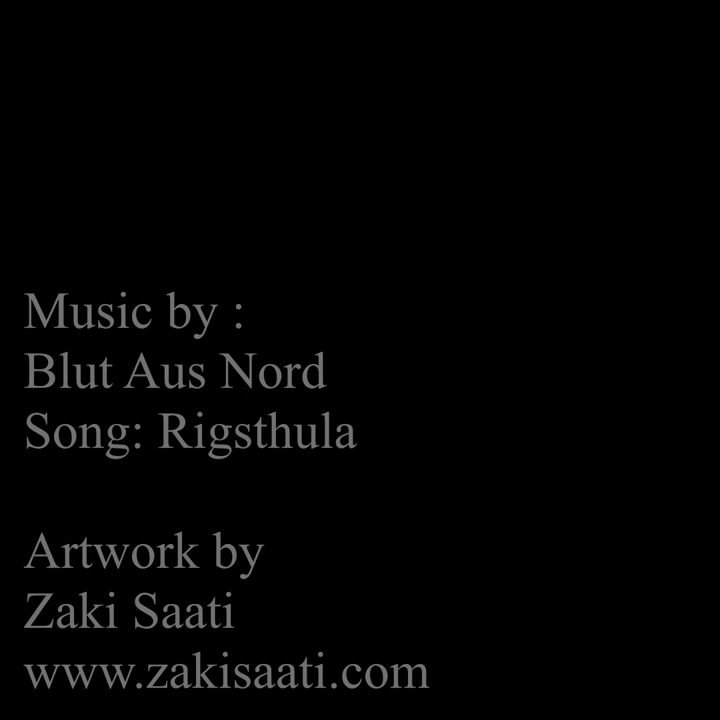 Music by :
Blut Aus Nord
Song: Rigsthula
Artwork by
Zaki Saati
www.zakisaati.com